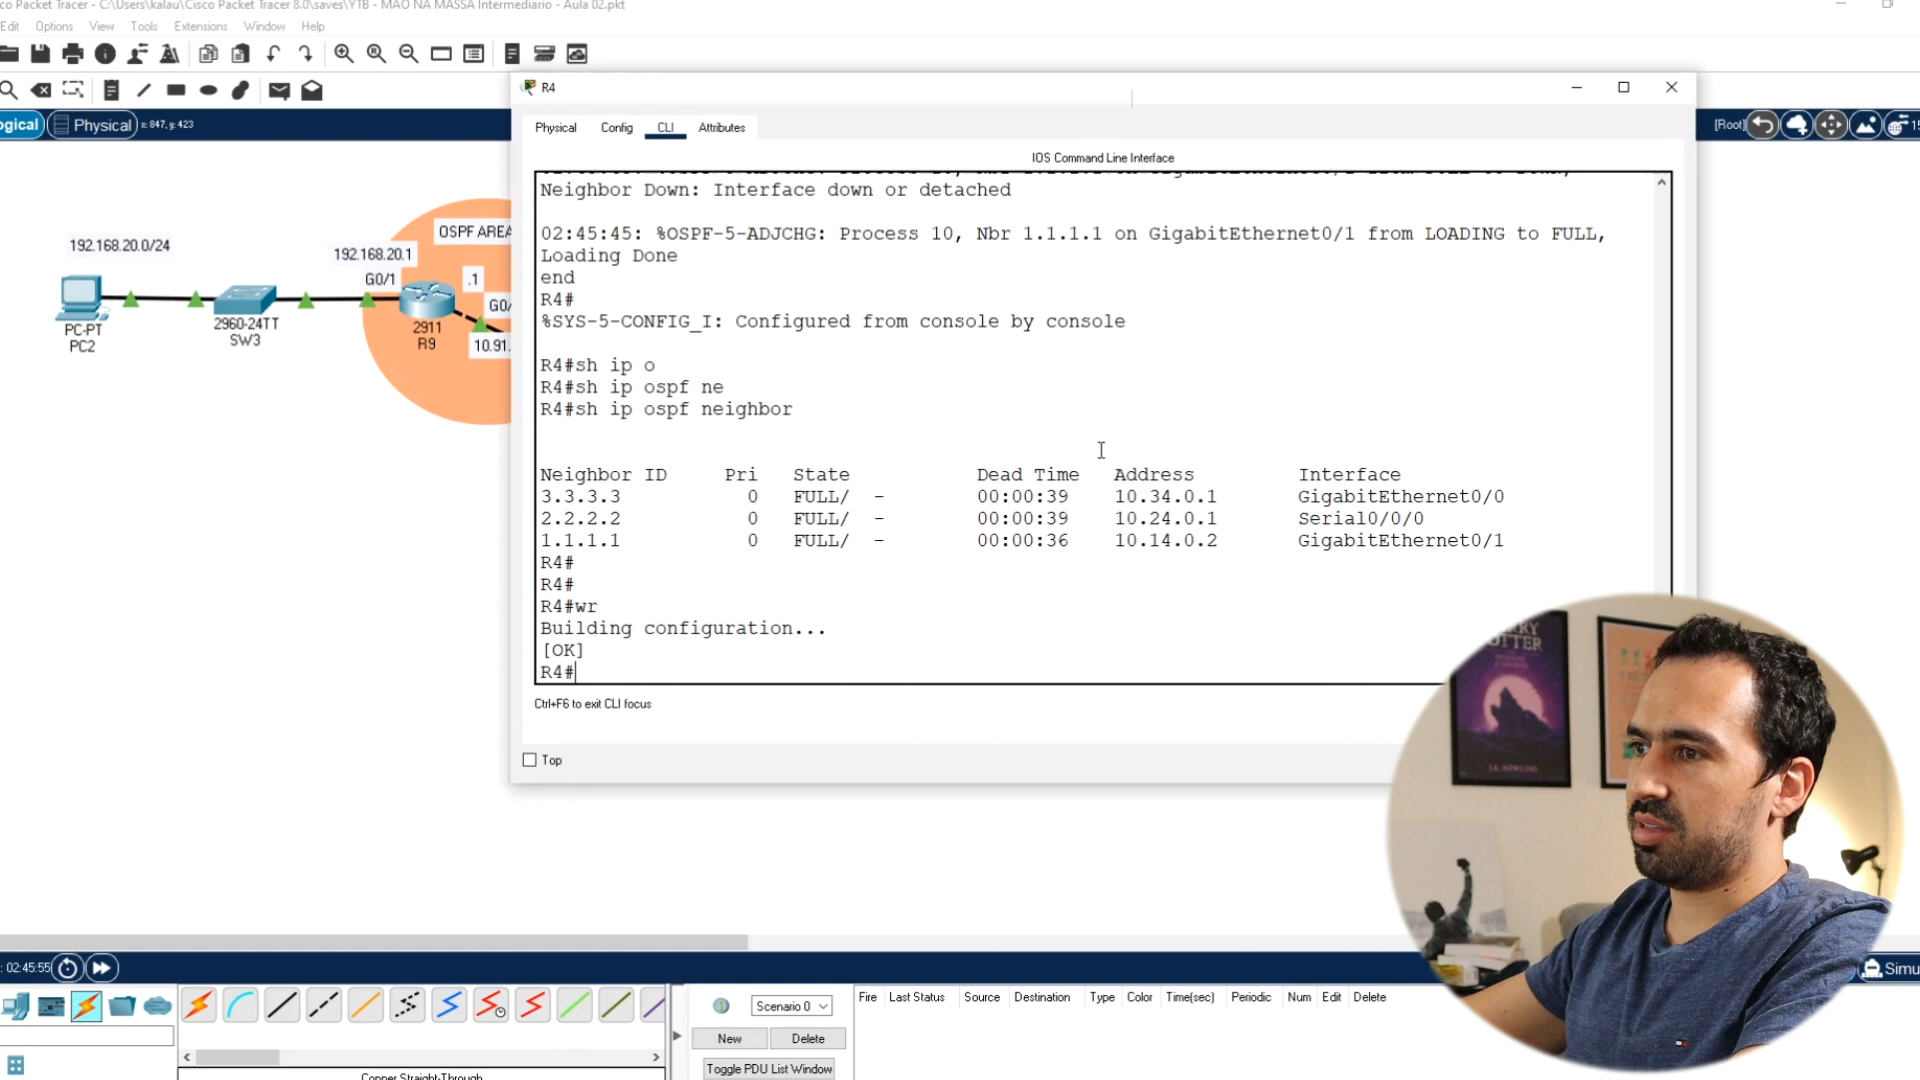 co Packet Tracer - C:\Users\kalau\Cisco Packet Tracer 8.0\saves\YTB - MAO NA MASSA Intermediario - Aula 02.pkt
Edit Options View Tools Extensions Window Help
R4
ogical Physical x: 847, y: 423
[Root]
Physical Config CLI Attributes
IOS Command Line Interface
Neighbor Down: Interface down or detached
02:45:45: %OSPF-5-ADJCHG: Process 10, Nbr 1.1.1.1 on GigabitEthernet0/1 from LOADING to FULL,
Loading Done
end
R4#
%SYS-5-CONFIG_I: Configured from console by console
R4#sh ip o
R4#sh ip ospf ne
R4#sh ip ospf neighbor
Neighbor ID Pri State Dead Time Address Interface
3.3.3.3 0 FULL/ - 00:00:39 10.34.0.1 GigabitEthernet0/0
2.2.2.2 0 FULL/ - 00:00:39 10.24.0.1 Serial0/0/0
1.1.1.1 0 FULL/ - 00:00:36 10.14.0.2 GigabitEthernet0/1
R4#
R4#
R4#wr
Building configuration...
[OK]
R4#
Ctrl+F6 to exit CLI focus
Top
192.168.20.0/24
192.168.20.1
OSPF AREA
G0/1
.1
G0/
10.91.
PC-PT
PC2
2960-24TT
SW3
2911
R9
OTTER
J.K. ROWLING
: 02:45:55
Simu
Scenario 0
New Delete
Toggle PDU List Window
Fire Last Status Source Destination Type Color Time(sec) Periodic Num Edit Delete
Copper Straight-Through